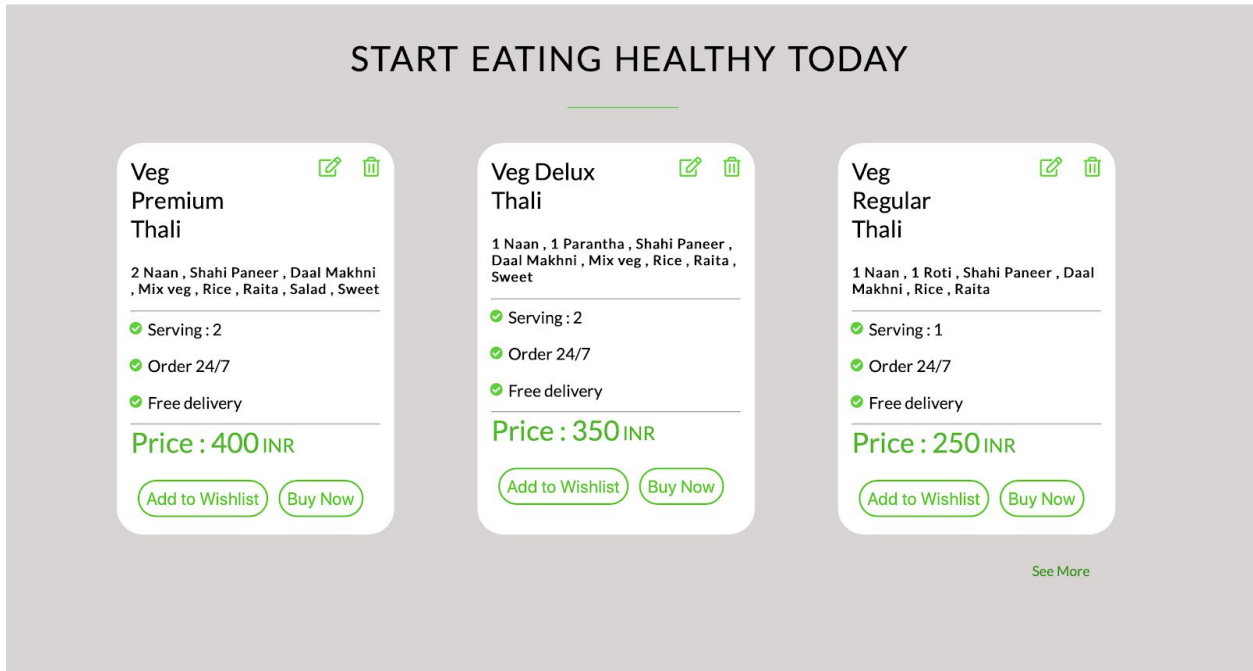 START EATING HEALTHY TODAY
Veg
Premium
Thali
2 Naan , Shahi Paneer , Daal Makhni
, Mix veg , Rice , Raita , Salad , Sweet
Serving : 2
Order 24/7
Free delivery
Price : 400 INR
Add to Wishlist
Buy Now
Veg Delux
Thali
1 Naan , 1 Parantha , Shahi Paneer ,
Daal Makhni , Mix veg , Rice , Raita ,
Sweet
Serving : 2
Order 24/7
Free delivery
Price : 350 INR
Add to Wishlist
Buy Now
Veg
Regular
Thali
1 Naan , 1 Roti , Shahi Paneer , Daal
Makhni , Rice , Raita
Serving : 1
Order 24/7
Free delivery
Price : 250 INR
Add to Wishlist
Buy Now
See More